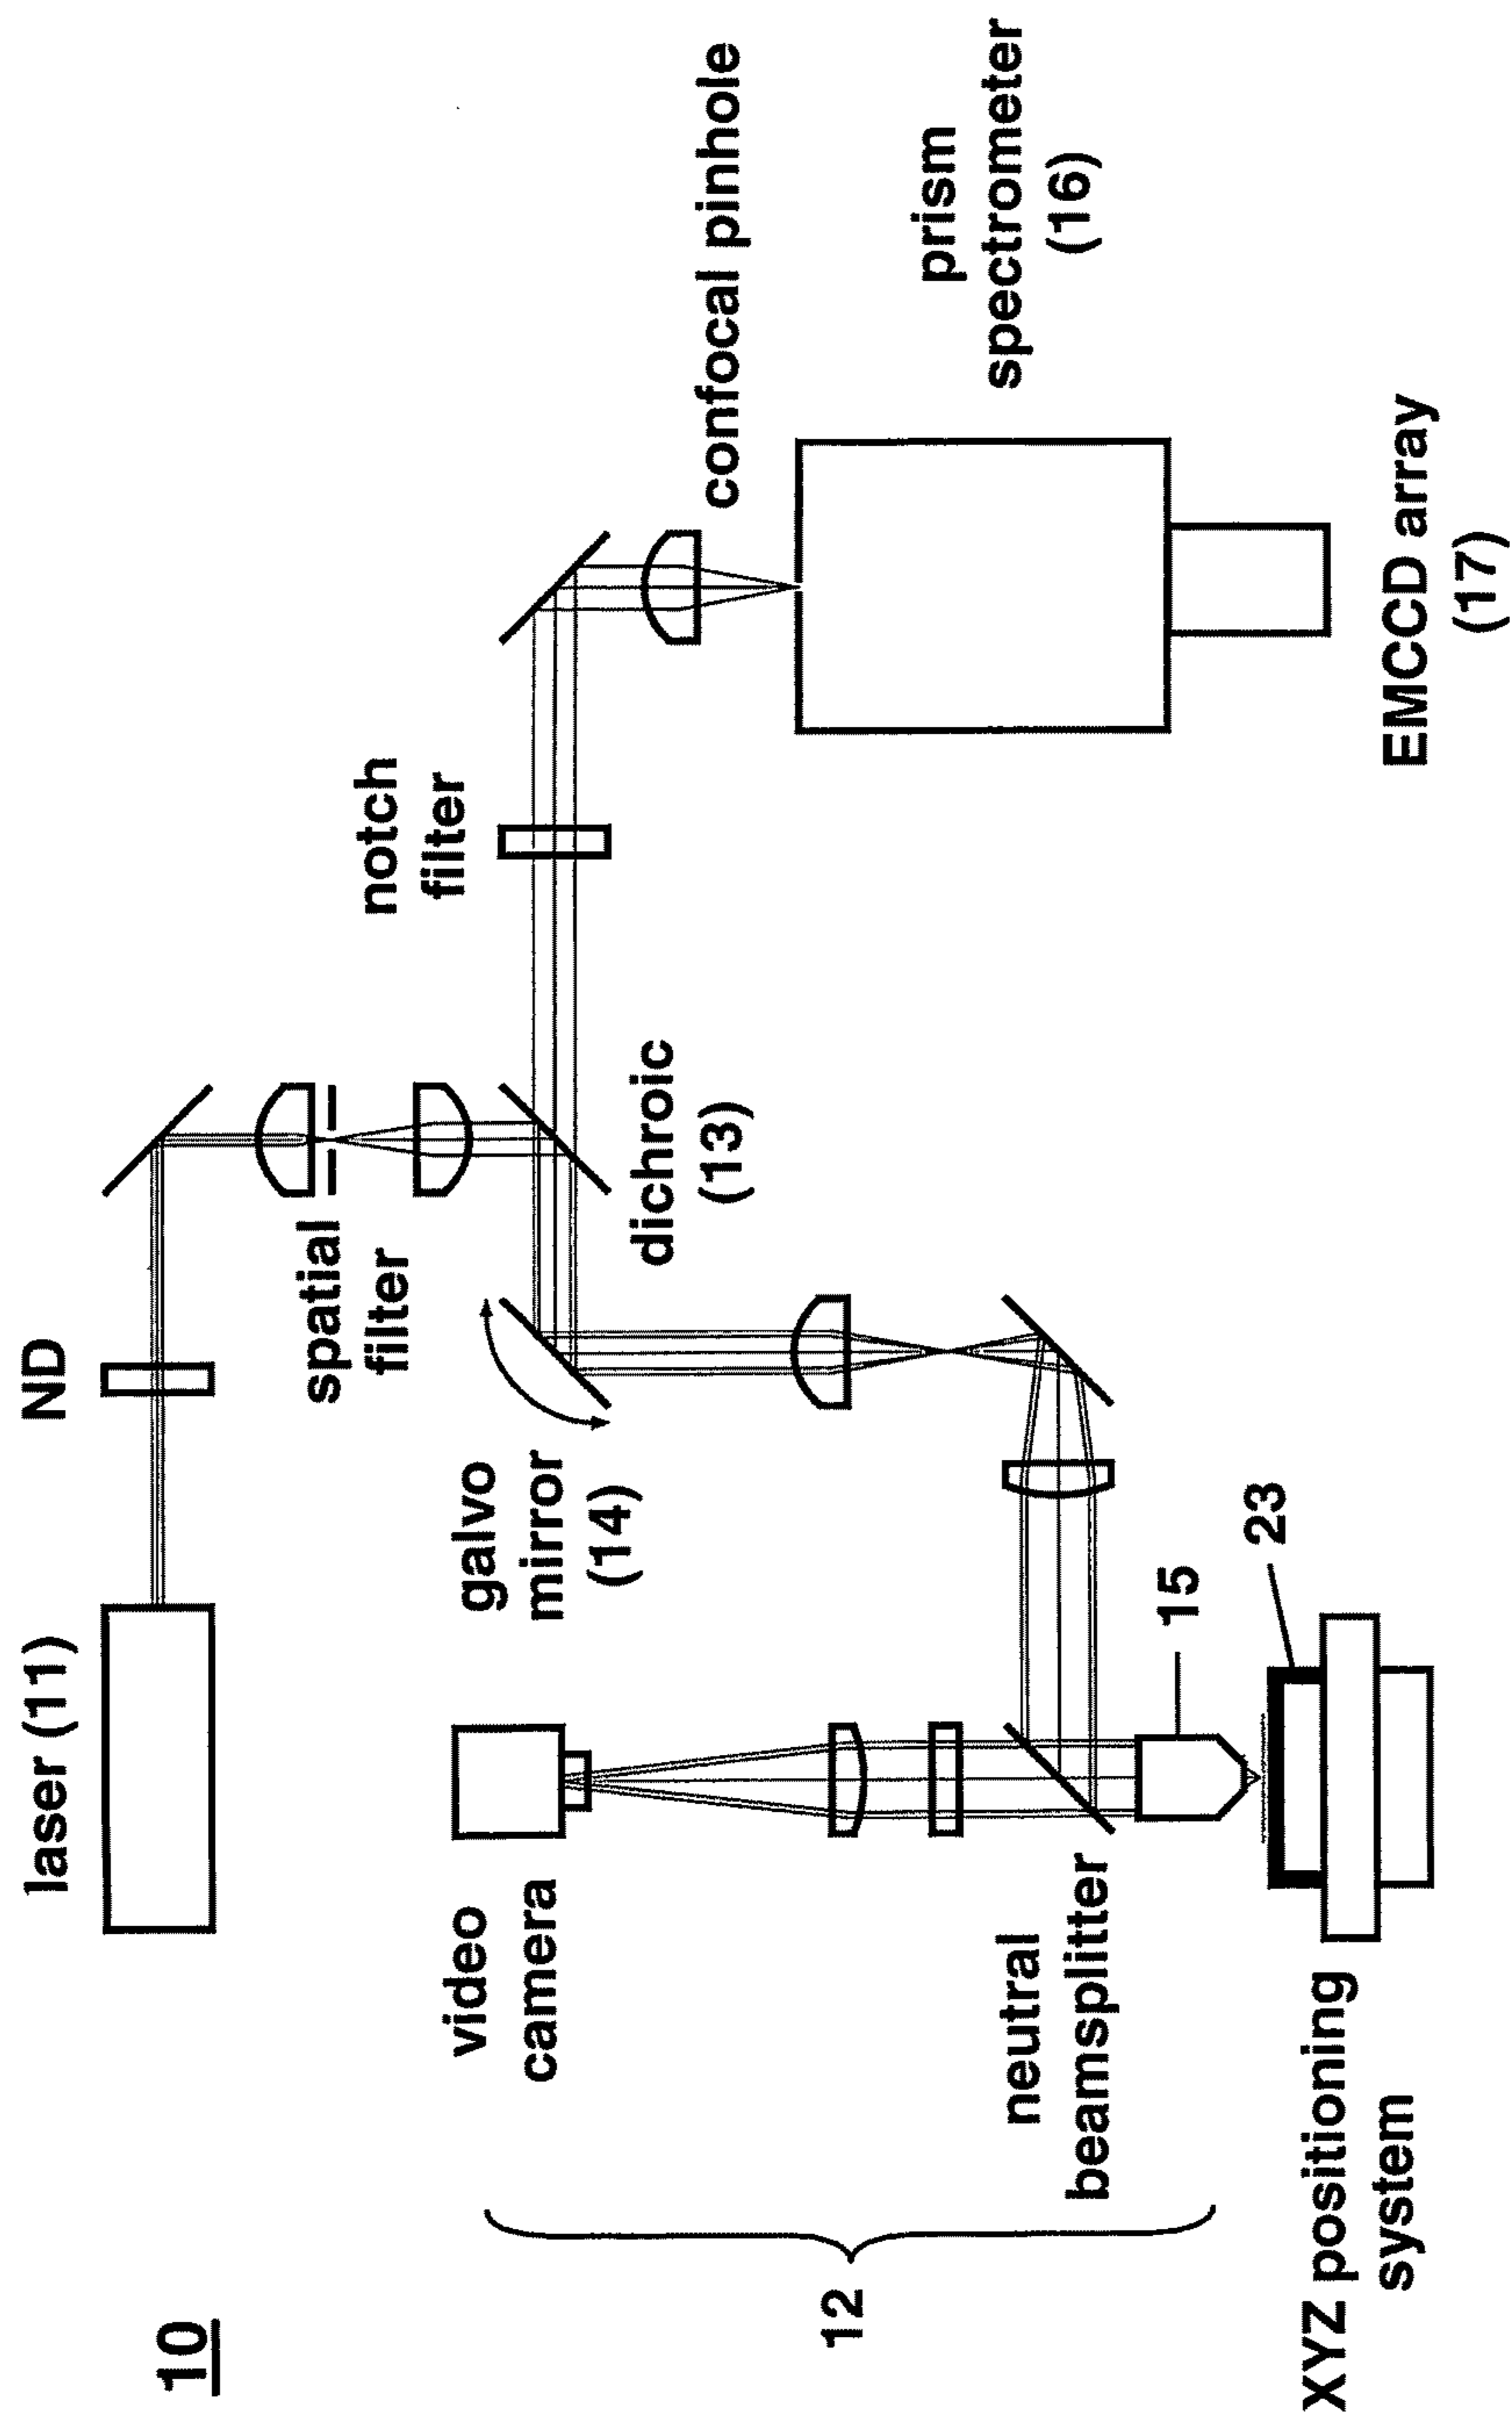 10
laser (11)
ND
spatial
filter
notch
filter
confocal pinhole
prism
spectrometer
(16)
EMCCD array
(17)
dichroic
(13)
galvo
mirror
(14)
video
camera
neutral
beamsplitter
12
15
23
XYZ positioning
system